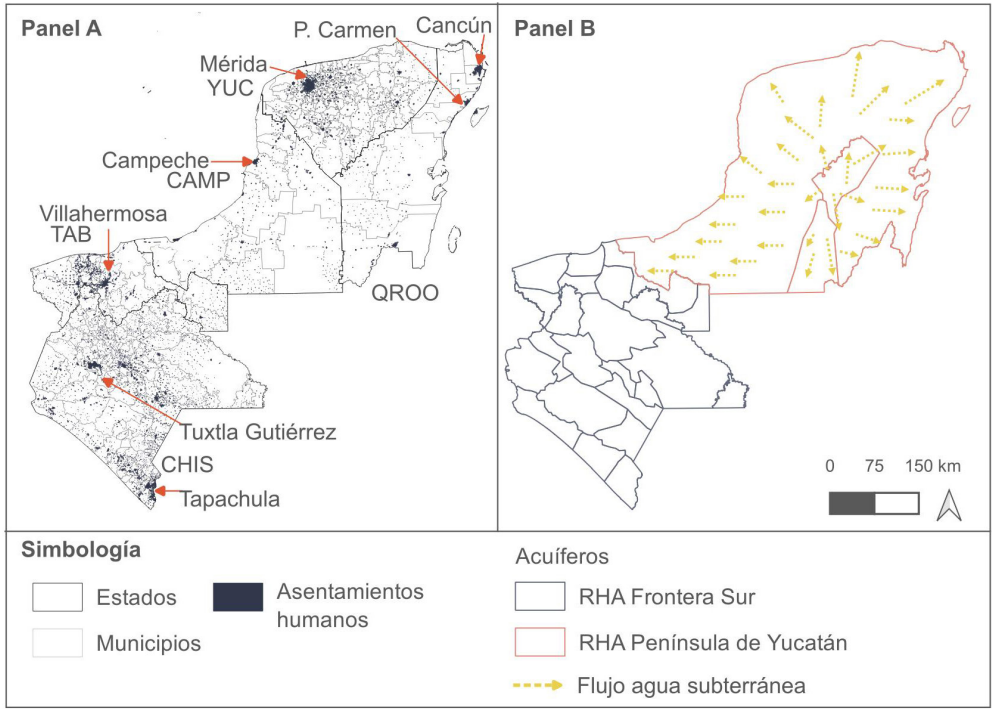 Panel A
P. Carmen
Cancún
Mérida
YUC
Campeche
CAMP
Villahermosa
TAB
QROO
Tuxtla Gutiérrez
CHIS
Tapachula
Panel B
0 75 150 km
Simbología
Estados
Municipios
Asentamientos
humanos
Acuíferos
RHA Frontera Sur
RHA Península de Yucatán
Flujo agua subterránea